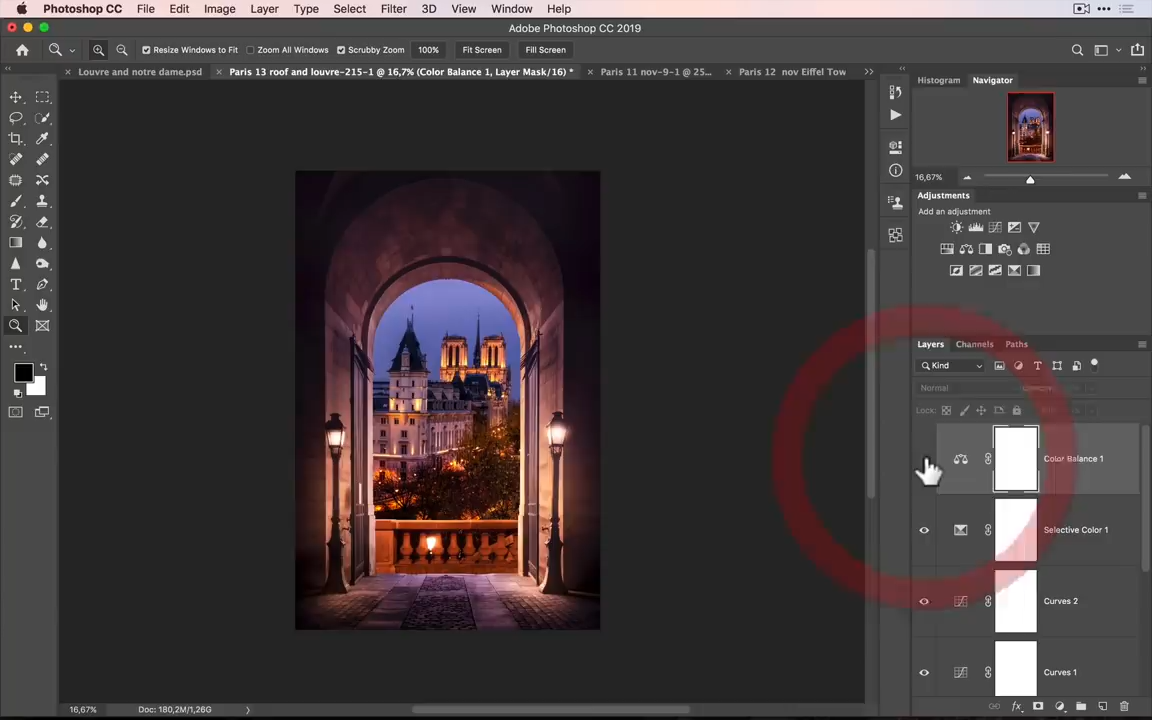 Photoshop CC File Edit Image Layer Type Select Filter 3D View Window Help
Adobe Photoshop CC 2019
Resize Windows to Fit Zoom All Windows Scrubby Zoom 100% Fit Screen Fill Screen
Louvre and notre dame.psd Paris 13 roof and louvre-215-1 @ 16,7% (Color Balance 1, Layer Mask/16) * Paris 11 nov-9-1 @ 25... Paris 12 nov Eiffel Tow
Histogram Navigator
16,67%
Adjustments
Add an adjustment
Layers Channels Paths
Kind
Normal Opacity:
Lock:
Color Balance 1
Selective Color 1
Curves 2
Curves 1
16,67% Doc: 180,2M/1,26G